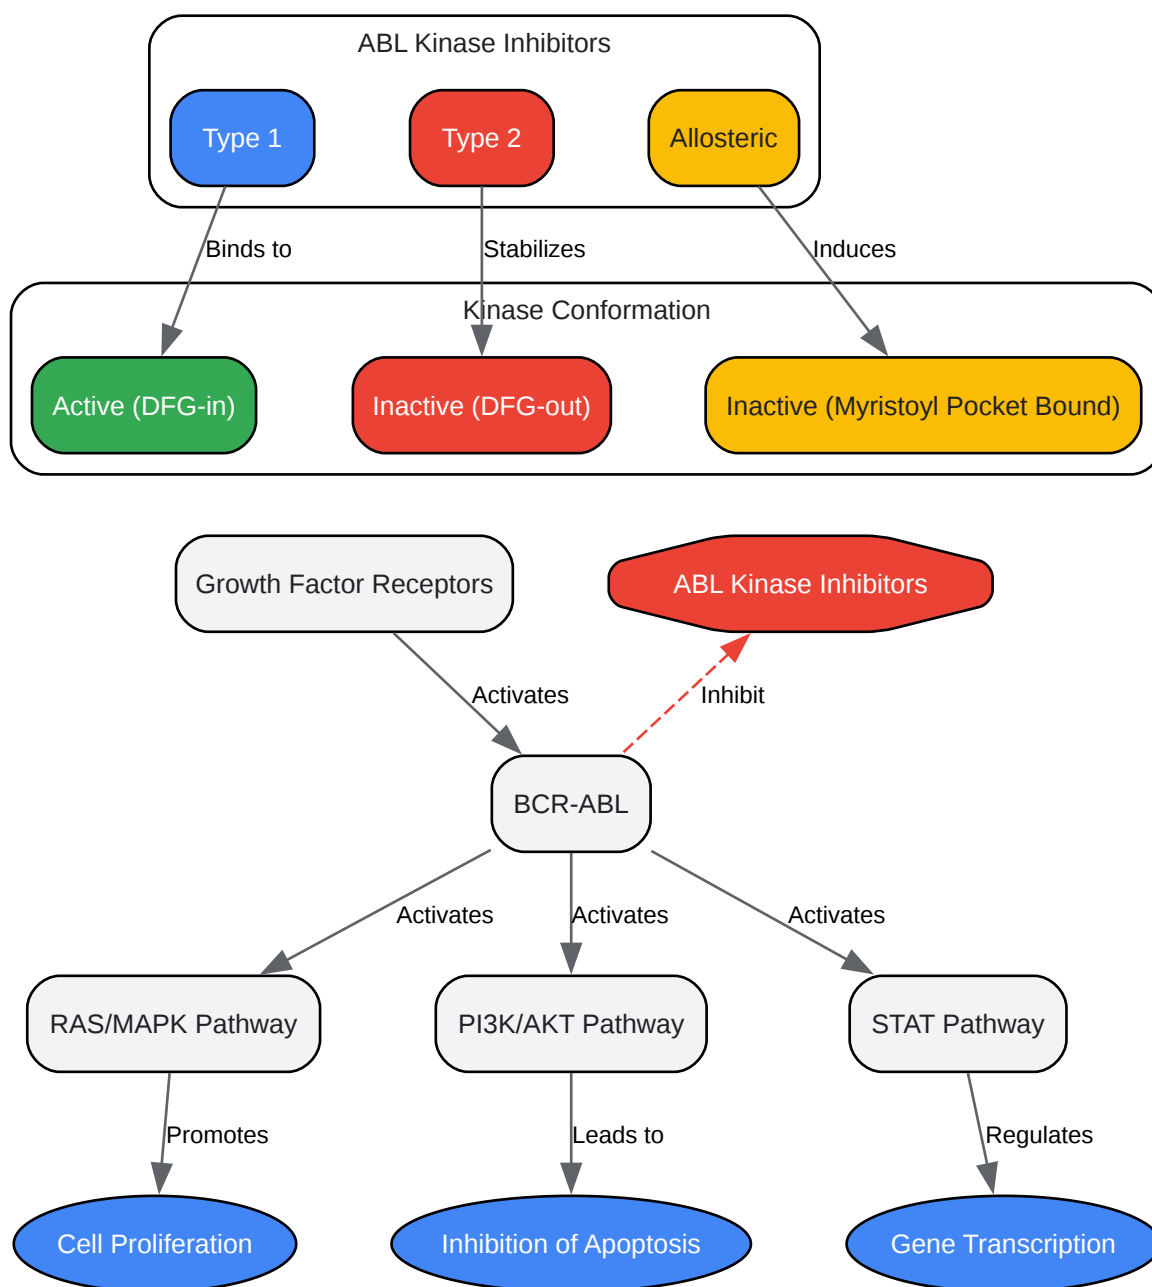 ABL Kinase Inhibitors
Type 1
Type 2
Allosteric
Binds to
Stabilizes
Induces
Kinase Conformation
Active (DFG-in)
Inactive (DFG-out)
Inactive (Myristoyl Pocket Bound)
Growth Factor Receptors
ABL Kinase Inhibitors
Activates
Inhibit
BCR-ABL
Activates
Activates
Activates
RAS/MAPK Pathway
PI3K/AKT Pathway
STAT Pathway
Promotes
Leads to
Regulates
Cell Proliferation
Inhibition of Apoptosis
Gene Transcription